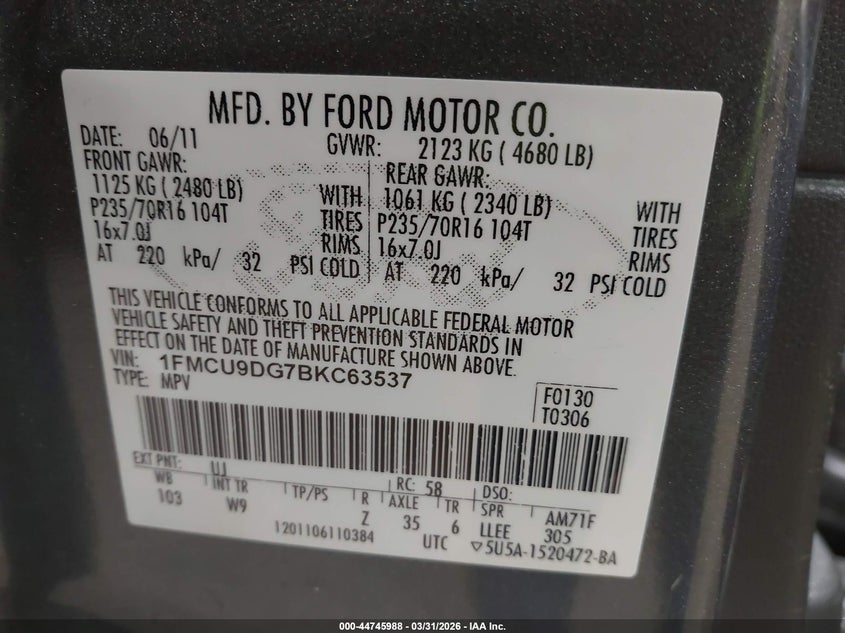 MFD. BY FORD MOTOR CO.
DATE: 06/11 GVWR: 2123 KG ( 4680 LB)
FRONT GAWR: REAR GAWR:
1125 KG ( 2480 LB) WITH 1061 KG ( 2340 LB) WITH
P235/70R16 104T TIRES P235/70R16 104T TIRES
16x7.0J RIMS 16x7.0J RIMS
AT 220 kPa/ 32 PSI COLD AT 220 kPa/ 32 PSI COLD
THIS VEHICLE CONFORMS TO ALL APPLICABLE FEDERAL MOTOR
VEHICLE SAFETY AND THEFT PREVENTION STANDARDS IN
EFFECT ON THE DATE OF MANUFACTURE SHOWN ABOVE.
VIN: 1FMCU9DG7BKC63537
TYPE: MPV
F0130
T0306
EXT PNT: UJ RC: 58 DSO:
WB INT TR TP/PS R AXLE TR SPR AM71F
103 W9 Z 35 6 LLEE 305
1201106110384 UTC ▽5U5A-1520472-BA
000-44745988 - 03/31/2026 - IAA Inc.